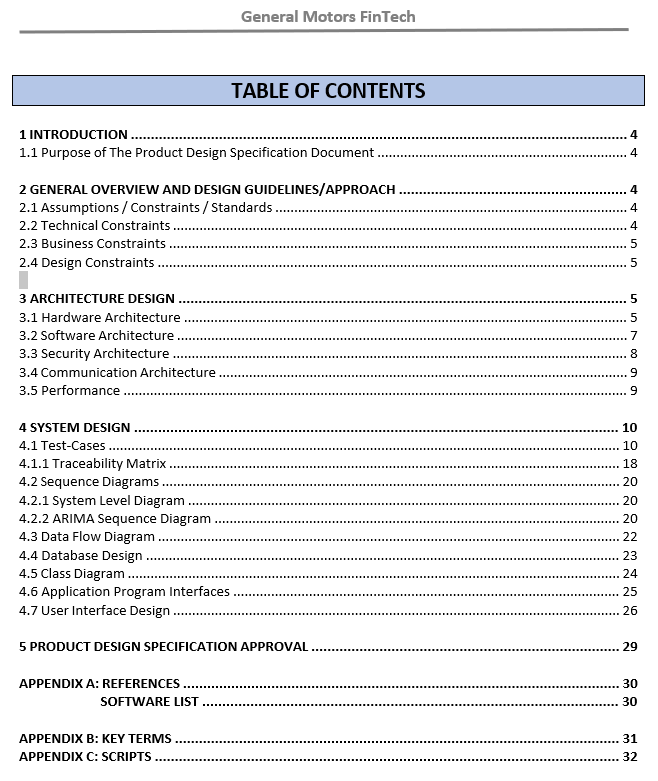 General Motors FinTech
TABLE OF CONTENTS
1 INTRODUCTION ........ 4
1.1 Purpose of The Product Design Specification Document ........ 4
2 GENERAL OVERVIEW AND DESIGN GUIDELINES/APPROACH ........ 4
2.1 Assumptions / Constraints / Standards ........ 4
2.2 Technical Constraints ........ 4
2.3 Business Constraints ........ 5
2.4 Design Constraints ........ 5
3 ARCHITECTURE DESIGN ........ 5
3.1 Hardware Architecture ........ 5
3.2 Software Architecture ........ 7
3.3 Security Architecture ........ 8
3.4 Communication Architecture ........ 9
3.5 Performance ........ 9
4 SYSTEM DESIGN ........ 10
4.1 Test-Cases ........ 10
4.1.1 Traceability Matrix ........ 18
4.2 Sequence Diagrams ........ 20
4.2.1 System Level Diagram ........ 20
4.2.2 ARIMA Sequence Diagram ........ 20
4.3 Data Flow Diagram ........ 22
4.4 Database Design ........ 23
4.5 Class Diagram ........ 24
4.6 Application Program Interfaces ........ 25
4.7 User Interface Design ........ 26
5 PRODUCT DESIGN SPECIFICATION APPROVAL ........ 29
APPENDIX A: REFERENCES ........ 30
SOFTWARE LIST ........ 30
APPENDIX B: KEY TERMS ........ 31
APPENDIX C: SCRIPTS ........ 32